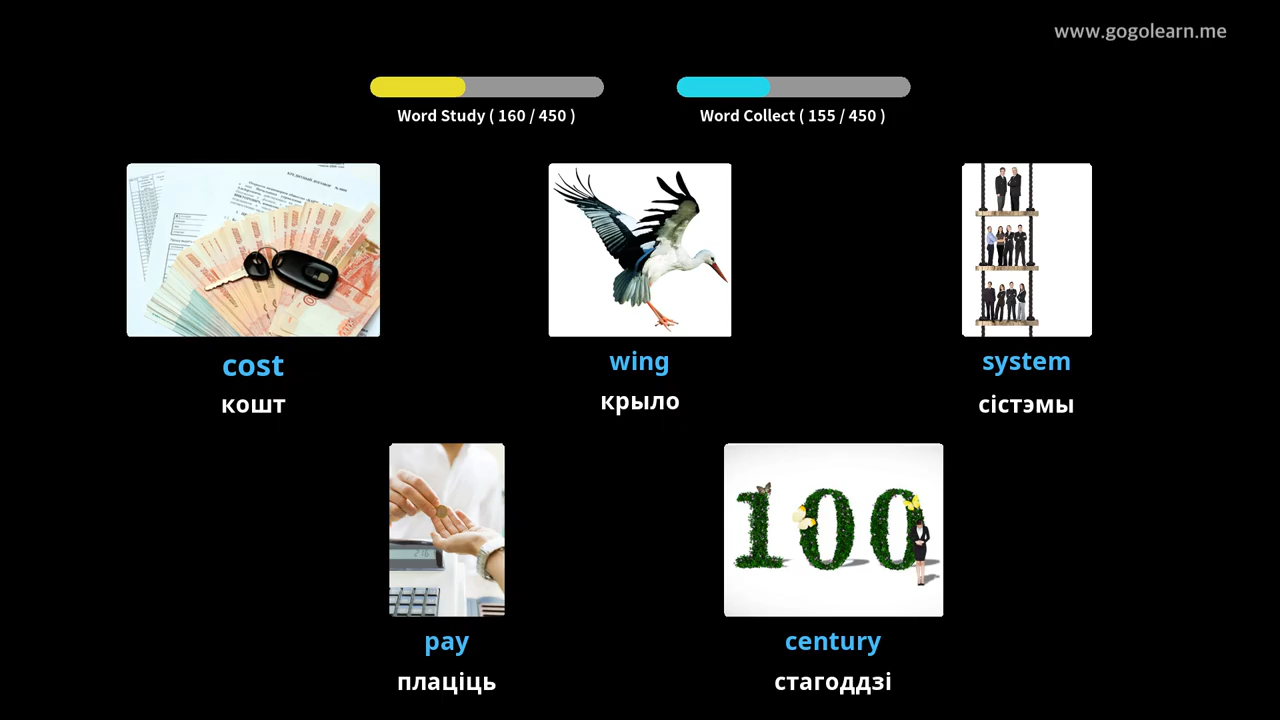 www.gogolearn.me
Word Study ( 160 / 450 )
Word Collect ( 155 / 450 )
cost
кошт
wing
крыло
system
сістэмы
pay
плаціць
century
стагоддзі